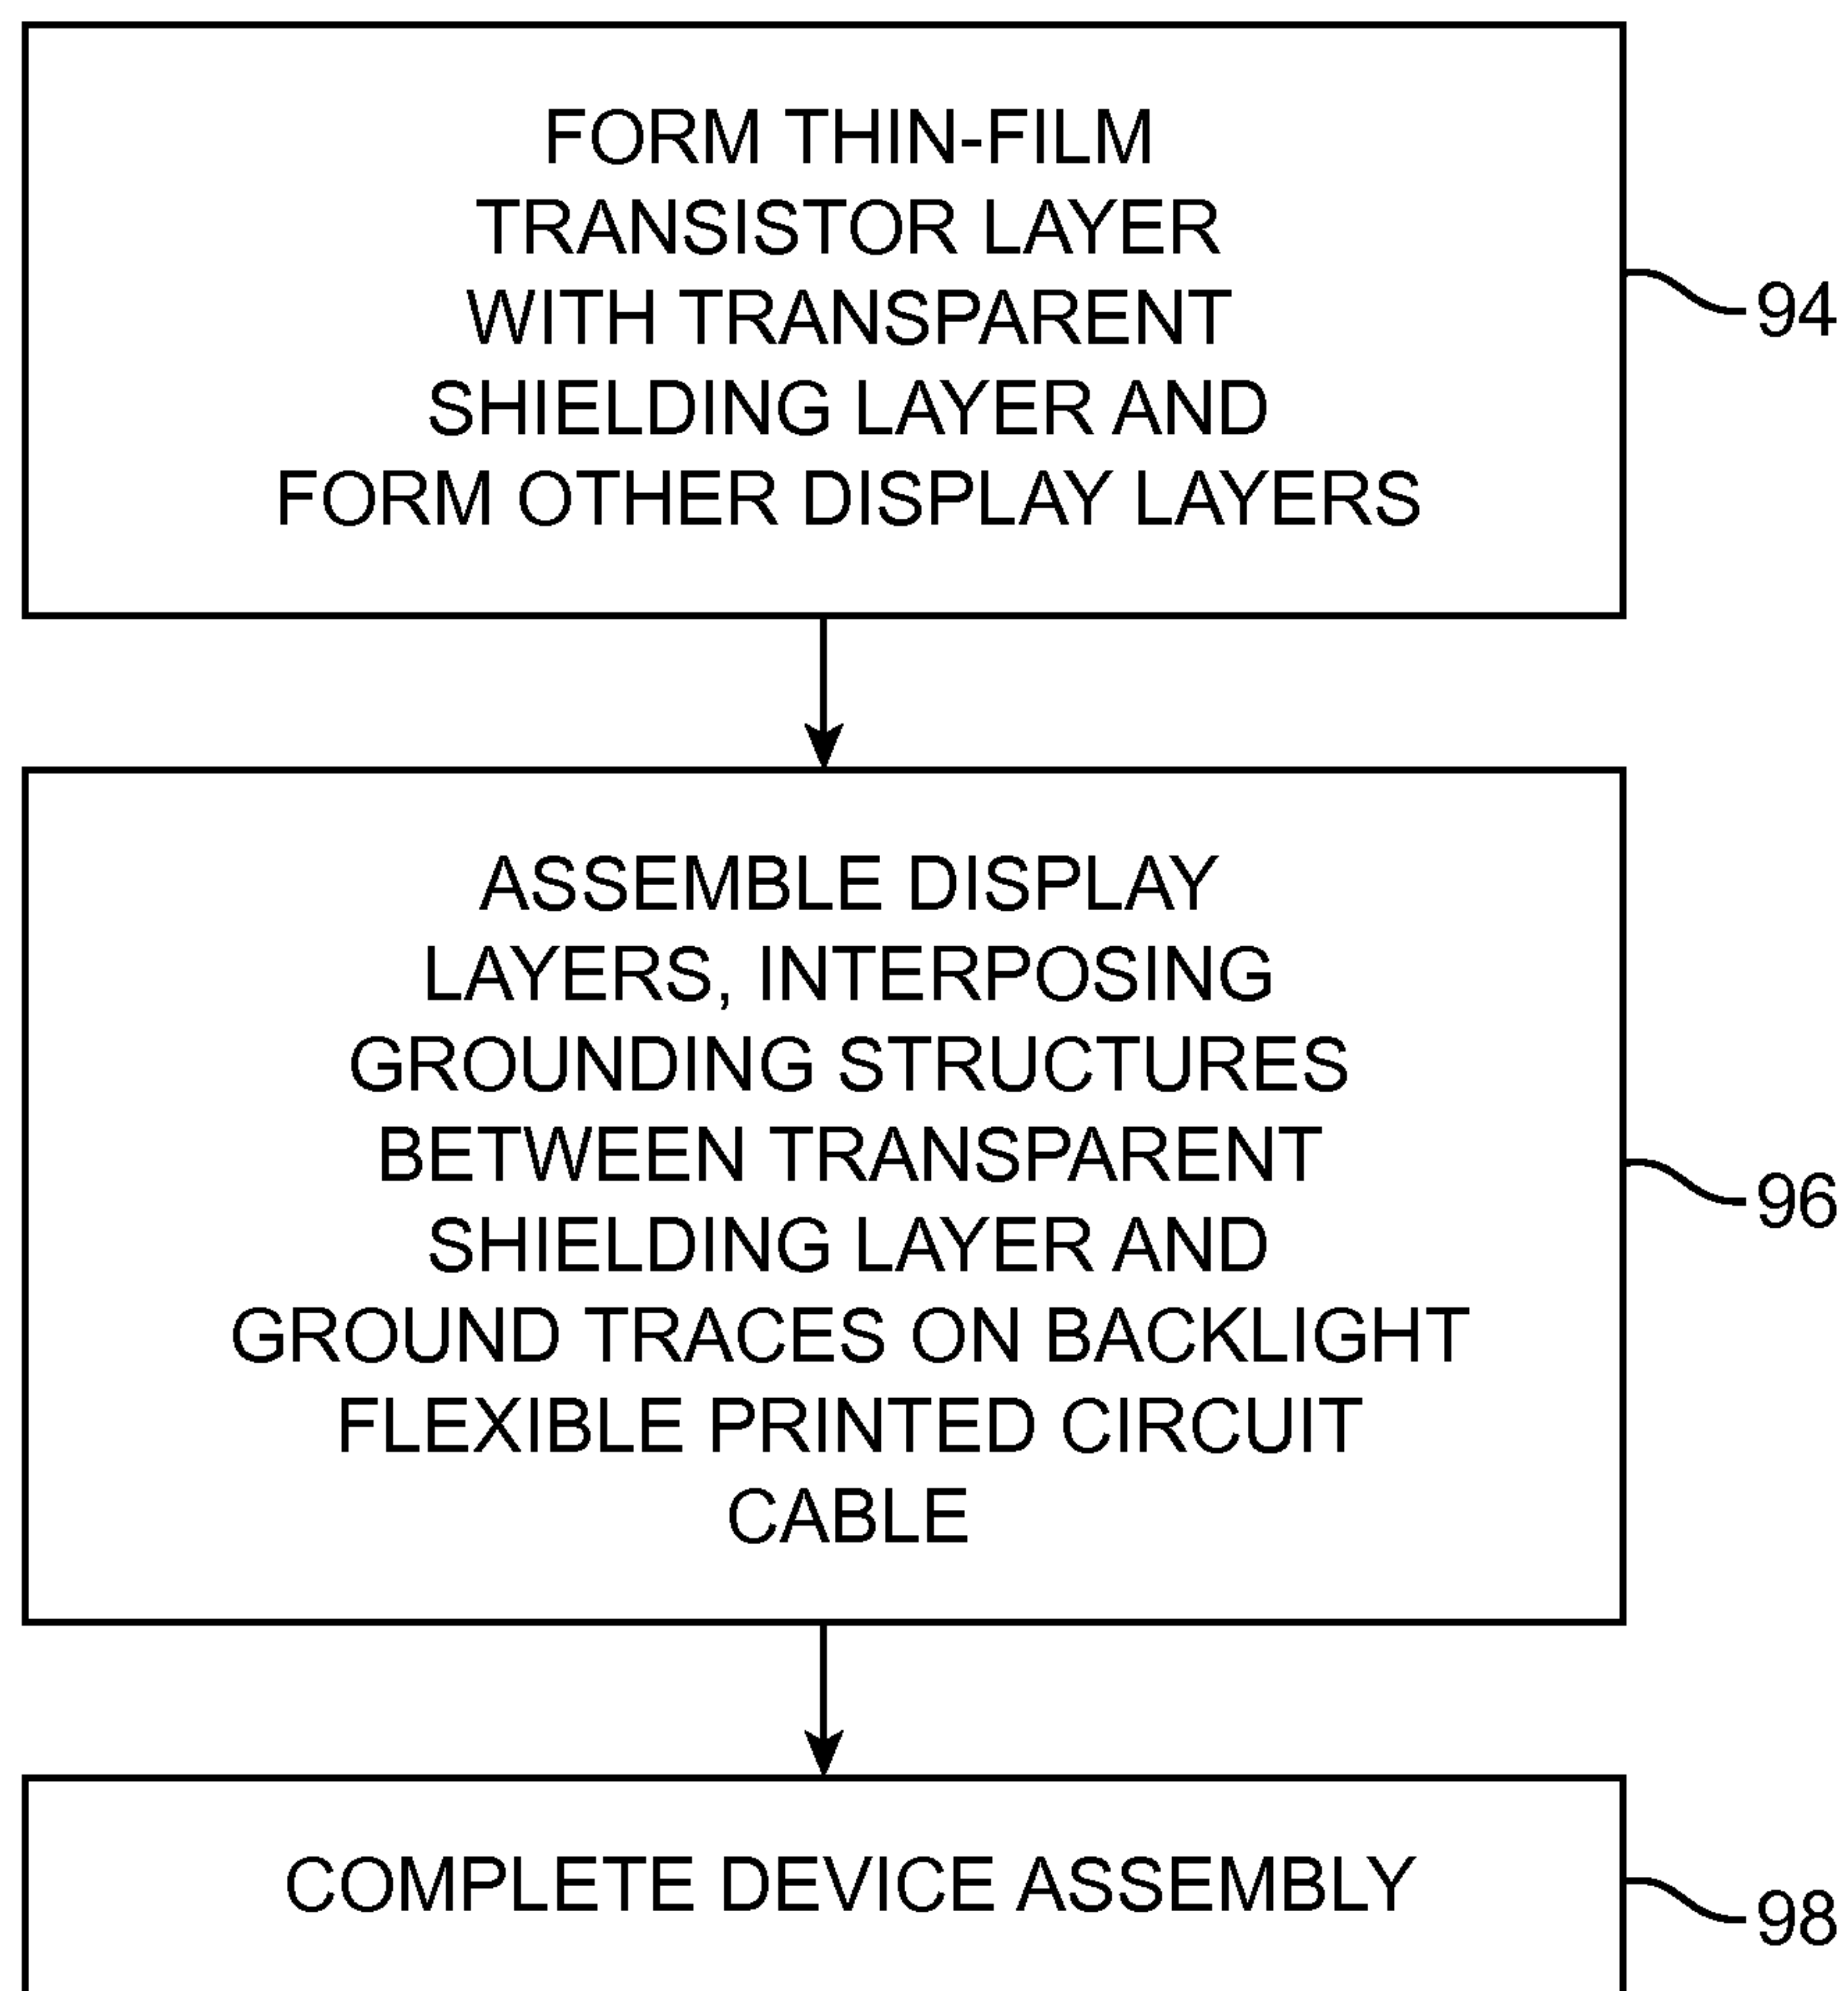 FORM THIN-FILM
TRANSISTOR LAYER
WITH TRANSPARENT
SHIELDING LAYER AND
FORM OTHER DISPLAY LAYERS
94
ASSEMBLE DISPLAY
LAYERS, INTERPOSING
GROUNDING STRUCTURES
BETWEEN TRANSPARENT
SHIELDING LAYER AND
GROUND TRACES ON BACKLIGHT
FLEXIBLE PRINTED CIRCUIT
CABLE
96
COMPLETE DEVICE ASSEMBLY
98